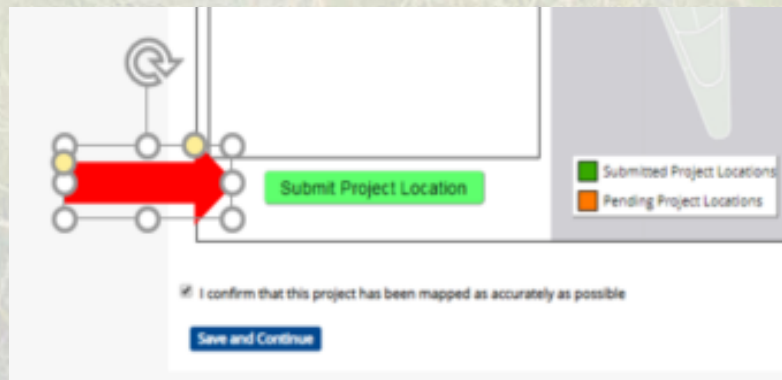 Submit Project Location
Submitted Project Locations
Pending Project Locations
I confirm that this project has been mapped as accurately as possible
Save and Continue